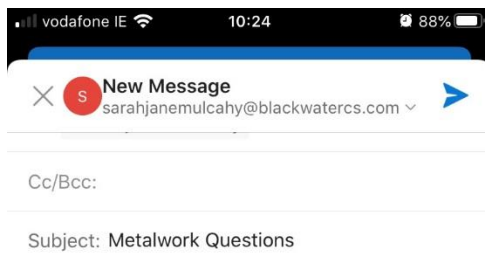 vodafone IE 10:24 88%
New Message
S
sarahjanemulcahy@blackwatercs.com
Cc/Bcc:
Subject: Metalwork Questions